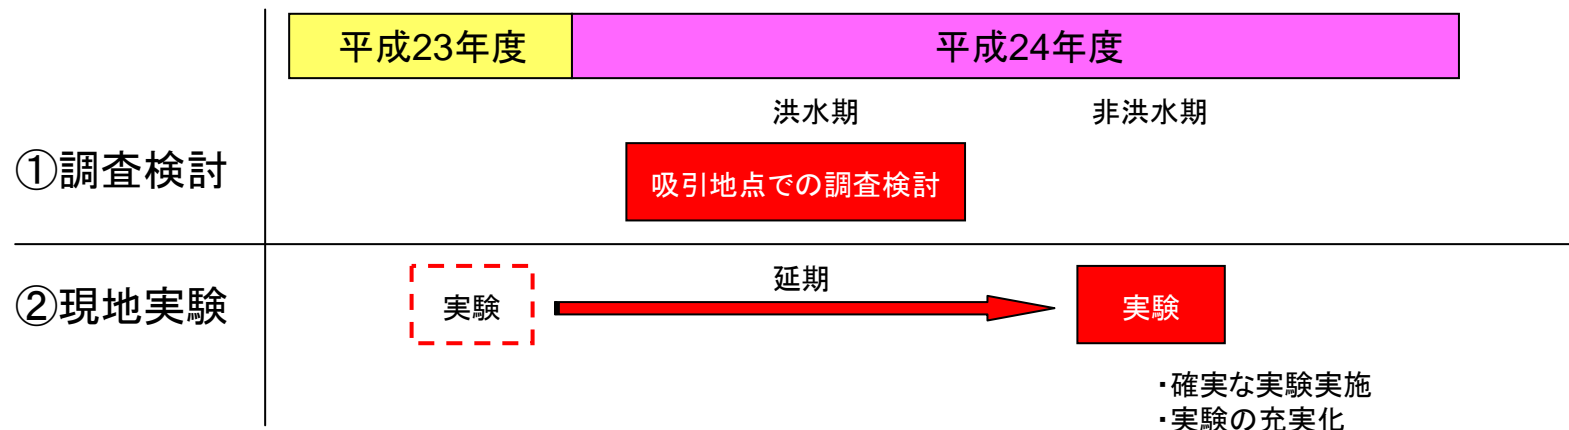 平成23年度
平成24年度
洪水期
非洪水期
①調査検討
吸引地点での調査検討
②現地実験
実験
延期
実験
・確実な実験実施
・実験の充実化